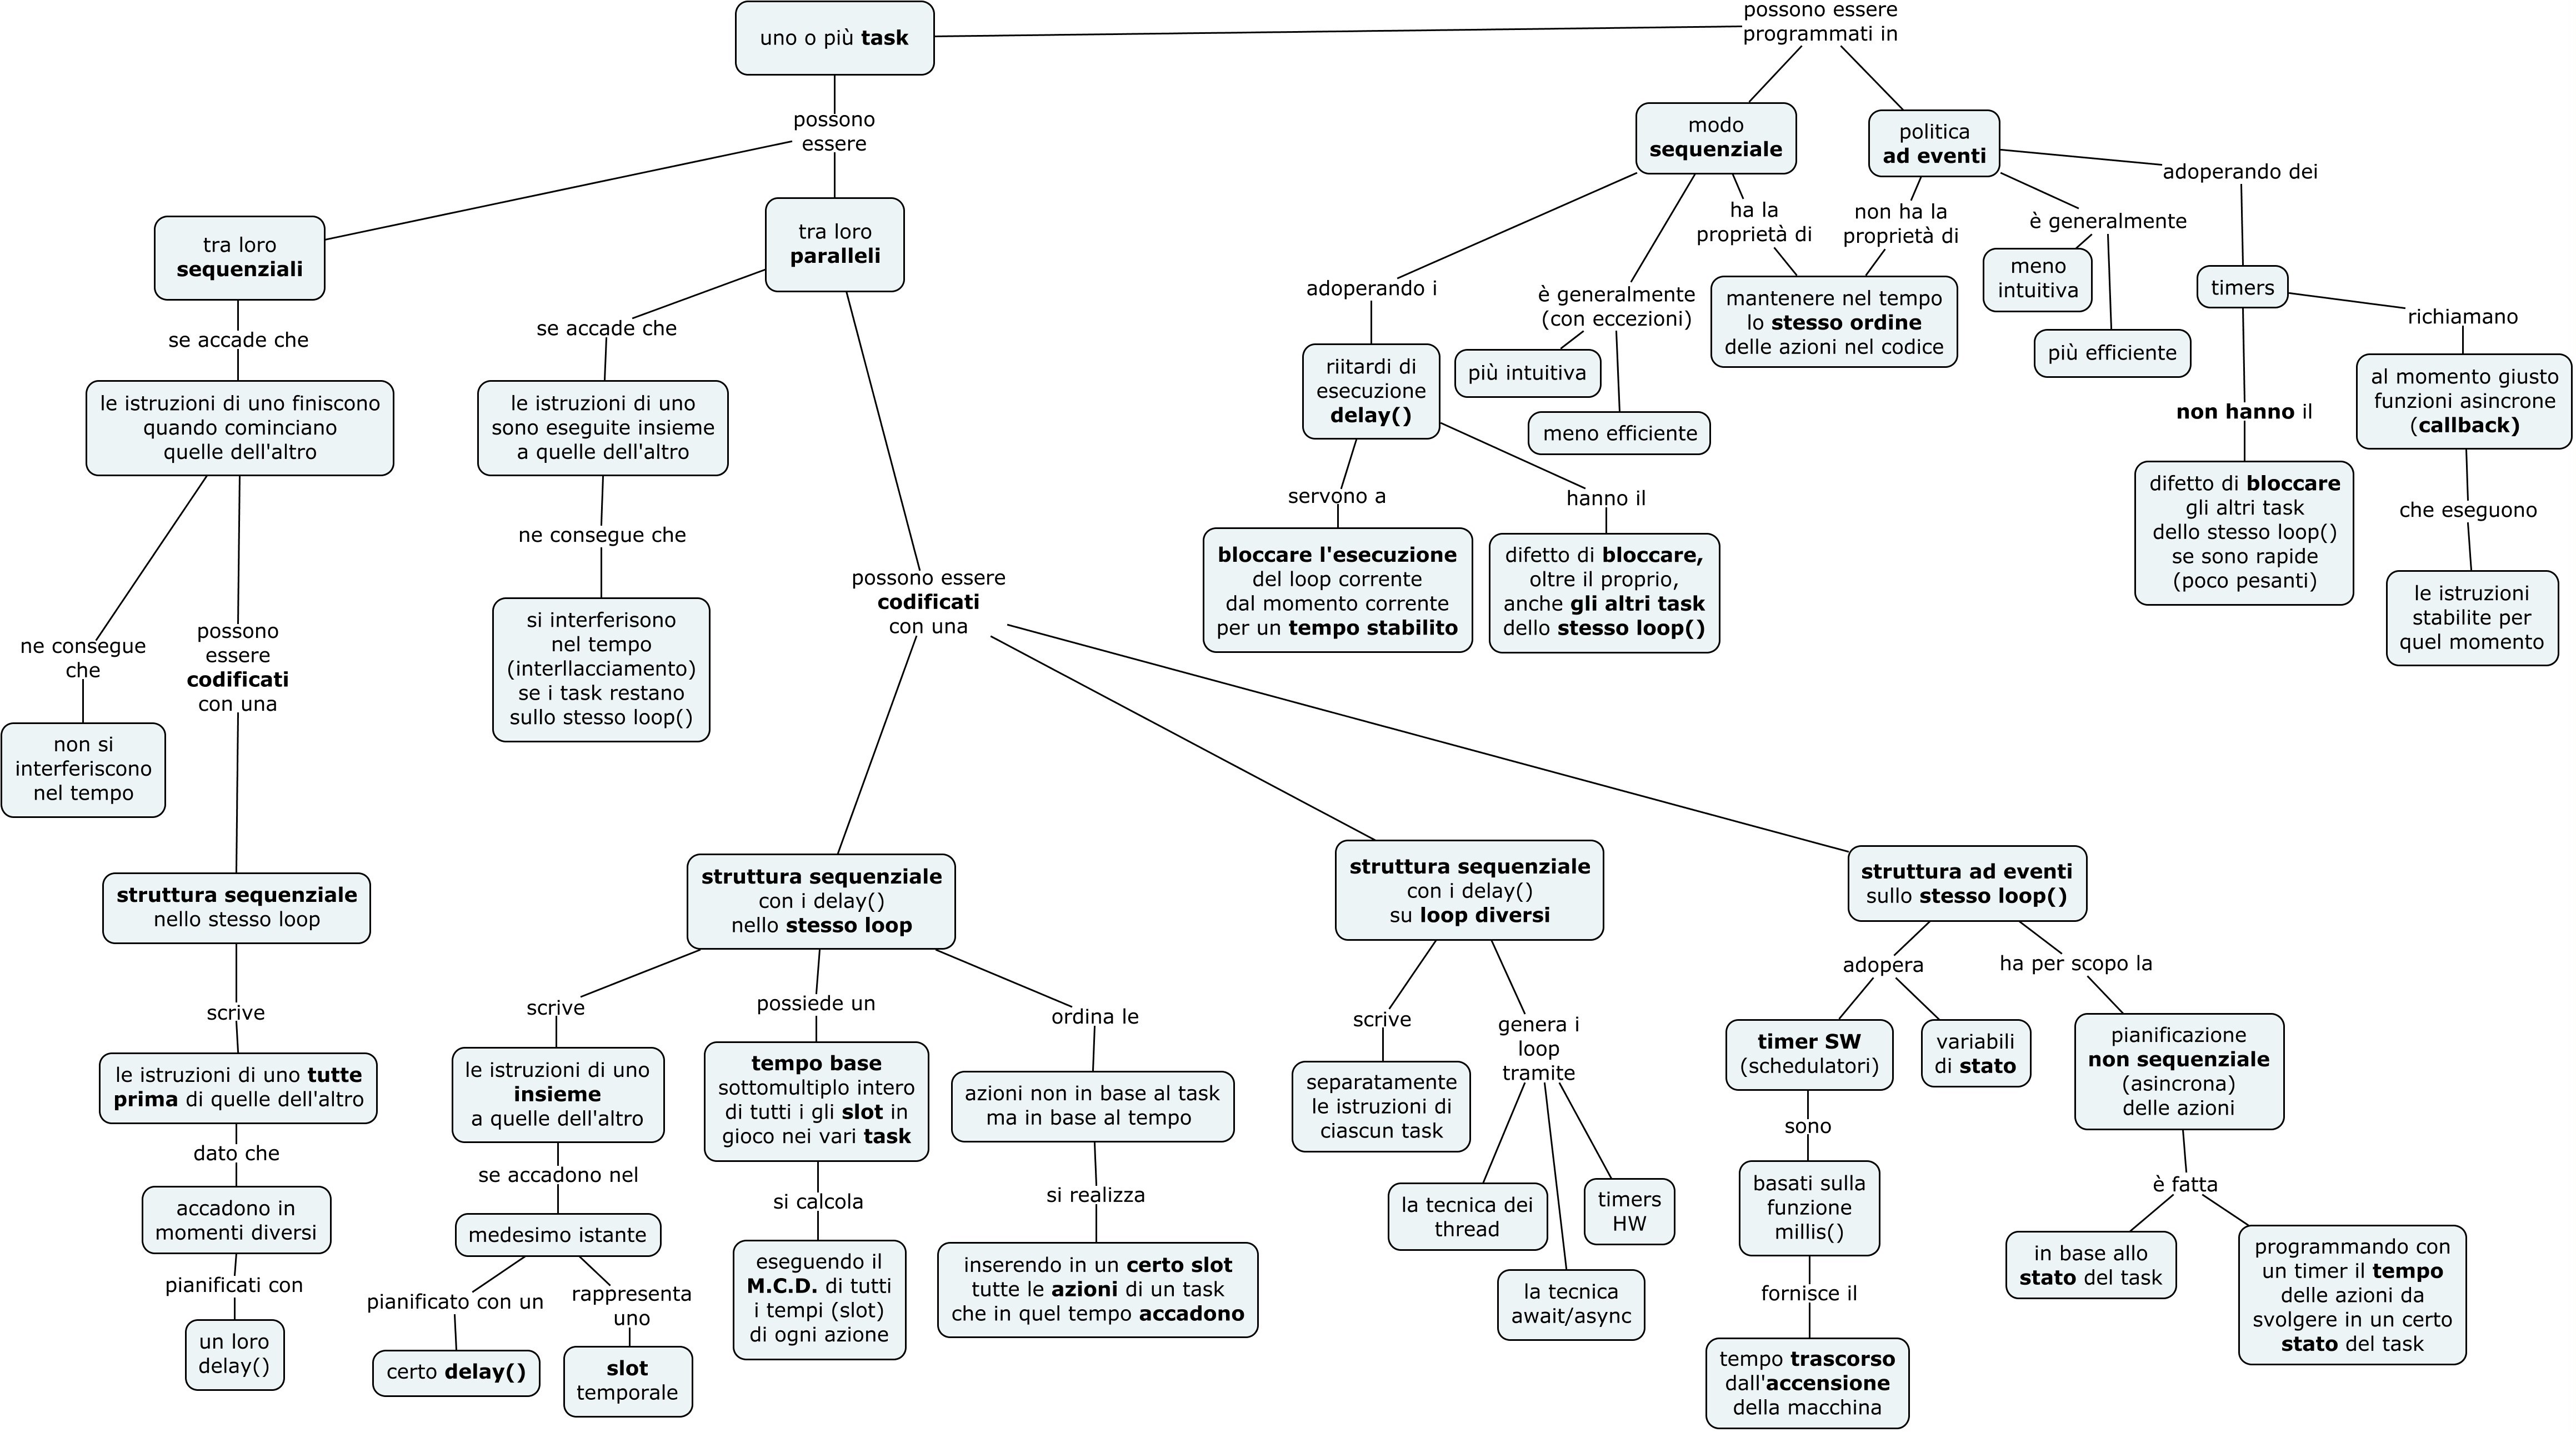 uno o più task
possono essere
programmati in
possono
essere
modo
sequenziale
politica
ad eventi
adoperando dei
ha la
proprietà di
non ha la
proprietà di
è generalmente
tra loro
sequenziali
tra loro
paralleli
meno
intuitiva
timers
adoperando i
è generalmente
(con eccezioni)
mantenere nel tempo
lo stesso ordine
delle azioni nel codice
richiamano
se accade che
se accade che
più efficiente
riitardi di
esecuzione
delay()
più intuitiva
al momento giusto
funzioni asincrone
(callback)
le istruzioni di uno finiscono
quando cominciano
quelle dell'altro
le istruzioni di uno
sono eseguite insieme
a quelle dell'altro
meno efficiente
non hanno il
servono a
hanno il
difetto di bloccare
gli altri task
dello stesso loop()
se sono rapide
(poco pesanti)
che eseguono
ne consegue che
bloccare l'esecuzione
del loop corrente
dal momento corrente
per un tempo stabilito
difetto di bloccare,
oltre il proprio,
anche gli altri task
dello stesso loop()
possono essere
codificati
con una
le istruzioni
stabilite per
quel momento
ne consegue
che
possono
essere
codificati
con una
si interferisono
nel tempo
(interllacciamento)
se i task restano
sullo stesso loop()
non si
interferiscono
nel tempo
struttura sequenziale
nello stesso loop
struttura sequenziale
con i delay()
nello stesso loop
struttura sequenziale
con i delay()
su loop diversi
struttura ad eventi
sullo stesso loop()
scrive
scrive
possiede un
ordina le
scrive
genera i
loop
tramite
adopera
ha per scopo la
le istruzioni di uno tutte
prima di quelle dell'altro
le istruzioni di uno
insieme
a quelle dell'altro
tempo base
sottomultiplo intero
di tutti i gli slot in
gioco nei vari task
azioni non in base al task
ma in base al tempo
separatamente
le istruzioni di
ciascun task
timer SW
(schedulatori)
variabili
di stato
pianificazione
non sequenziale
(asincrona)
delle azioni
dato che
se accadono nel
si calcola
si realizza
sono
è fatta
accadono in
momenti diversi
medesimo istante
la tecnica dei
thread
timers
HW
basati sulla
funzione
millis()
pianificati con
pianificato con un
rappresenta
uno
eseguendo il
M.C.D. di tutti
i tempi (slot)
di ogni azione
inserendo in un certo slot
tutte le azioni di un task
che in quel tempo accadono
la tecnica
await/async
fornisce il
in base allo
stato del task
programmando con
un timer il tempo
delle azioni da
svolgere in un certo
stato del task
un loro
delay()
certo delay()
slot
temporale
tempo trascorso
dall'accensione
della macchina